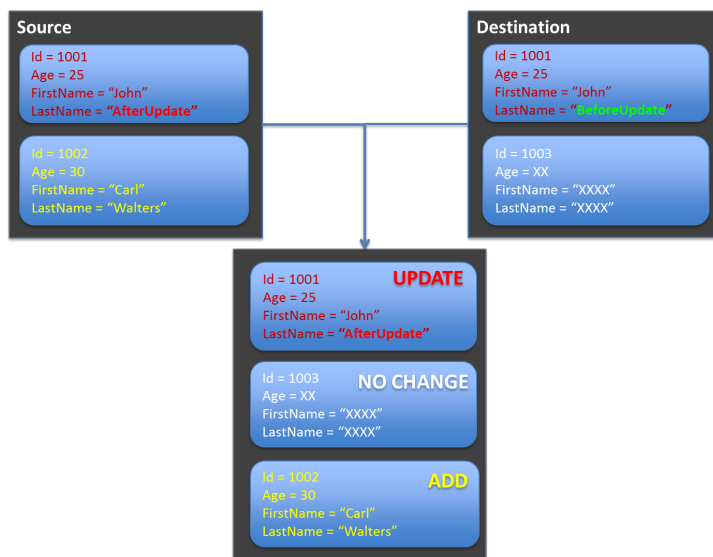 Source
Id = 1001
Age = 25
FirstName = “John”
LastName = “AfterUpdate”
Id = 1002
Age = 30
FirstName = “Carl”
LastName = “Walters”
Destination
Id = 1001
Age = 25
FirstName = “John”
LastName = “BeforeUpdate”
Id = 1003
Age = XX
FirstName = “XXXX”
LastName = “XXXX”
Id = 1001 UPDATE
Age = 25
FirstName = “John”
LastName = “AfterUpdate”
Id = 1003 NO CHANGE
Age = XX
FirstName = “XXXX”
LastName = “XXXX”
Id = 1002 ADD
Age = 30
FirstName = “Carl”
LastName = “Walters”